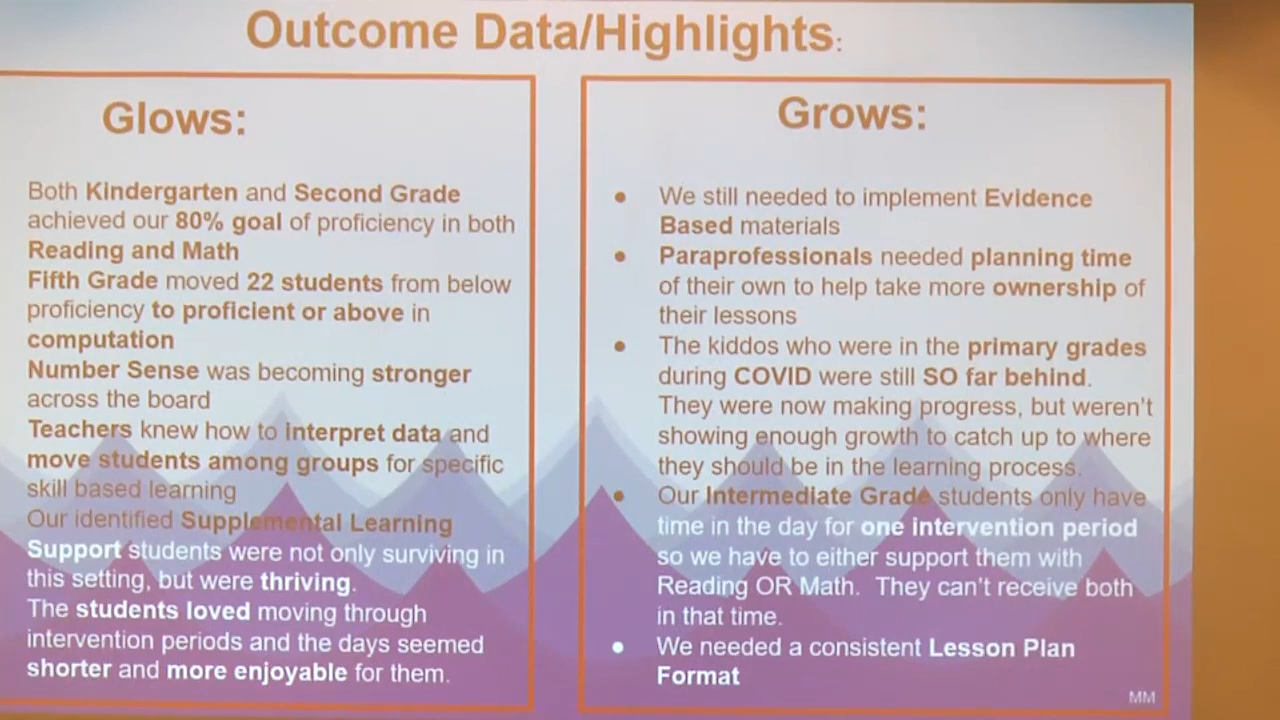 Outcome Data/Highlights:
Glows:
Both Kindergarten and Second Grade
achieved our 80% goal of proficiency in both
Reading and Math
Fifth Grade moved 22 students from below
proficiency to proficient or above in
computation
Number Sense was becoming stronger
across the board
Teachers knew how to interpret data and
move students among groups for specific
skill based learning
Our identified Supplemental Learning
Support students were not only surviving in
this setting, but were thriving.
The students loved moving through
intervention periods and the days seemed
shorter and more enjoyable for them.
Grows:
● We still needed to implement Evidence
Based materials
● Paraprofessionals needed planning time
of their own to help take more ownership of
their lessons
● The kiddos who were in the primary grades
during COVID were still SO far behind.
They were now making progress, but weren't
showing enough growth to catch up to where
they should be in the learning process.
● Our Intermediate Grade students only have
time in the day for one intervention period
so we have to either support them with
Reading OR Math. They can't receive both
in that time.
● We needed a consistent Lesson Plan
Format
MM